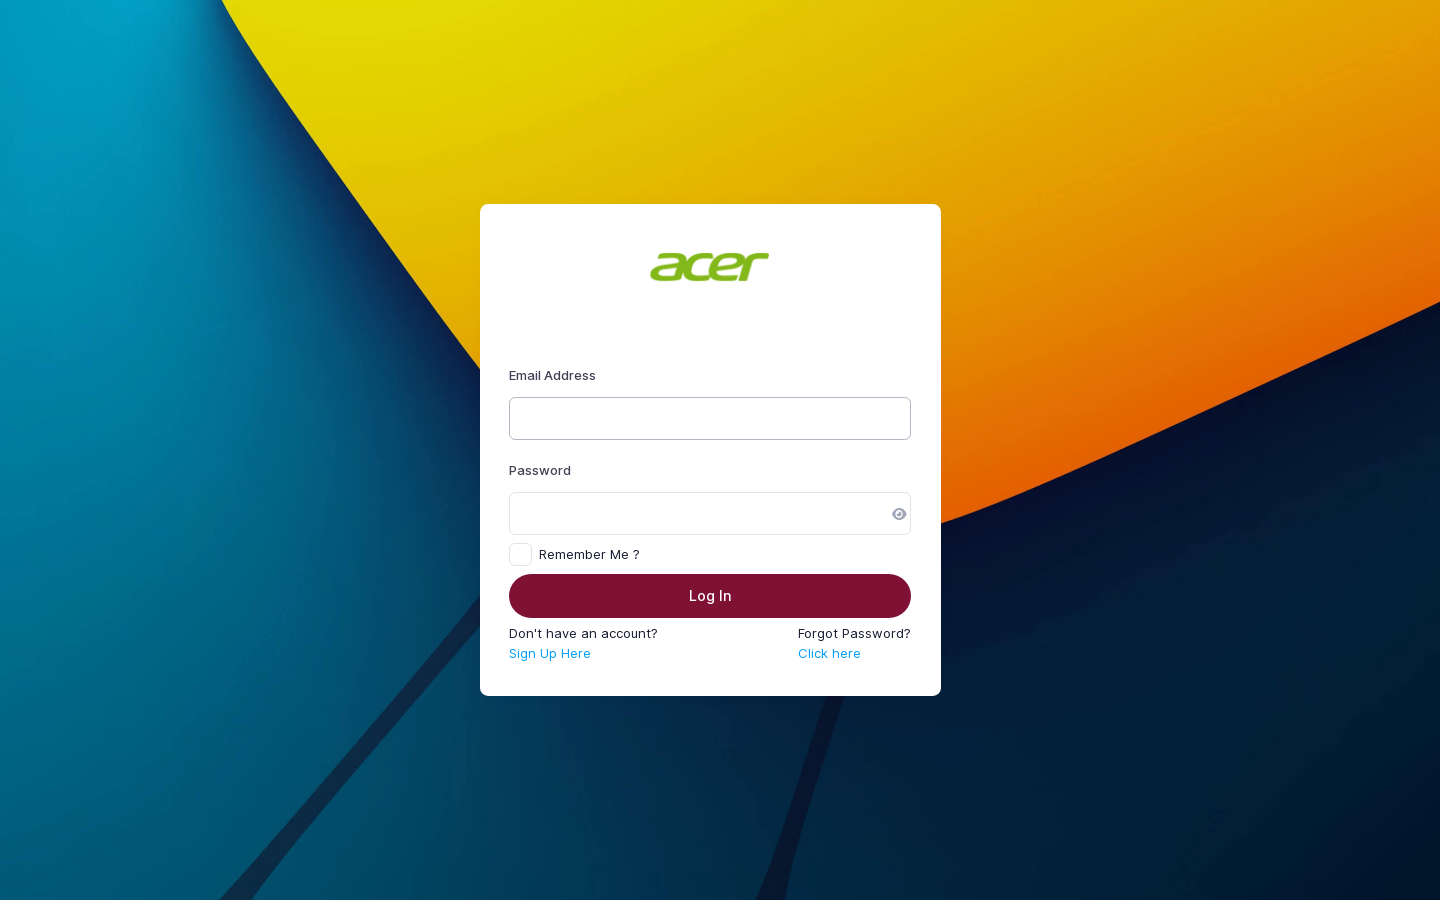 acer
Email Address
Password
Remember Me ?
Log In
Don't have an account?
Sign Up Here
Forgot Password?
Click here